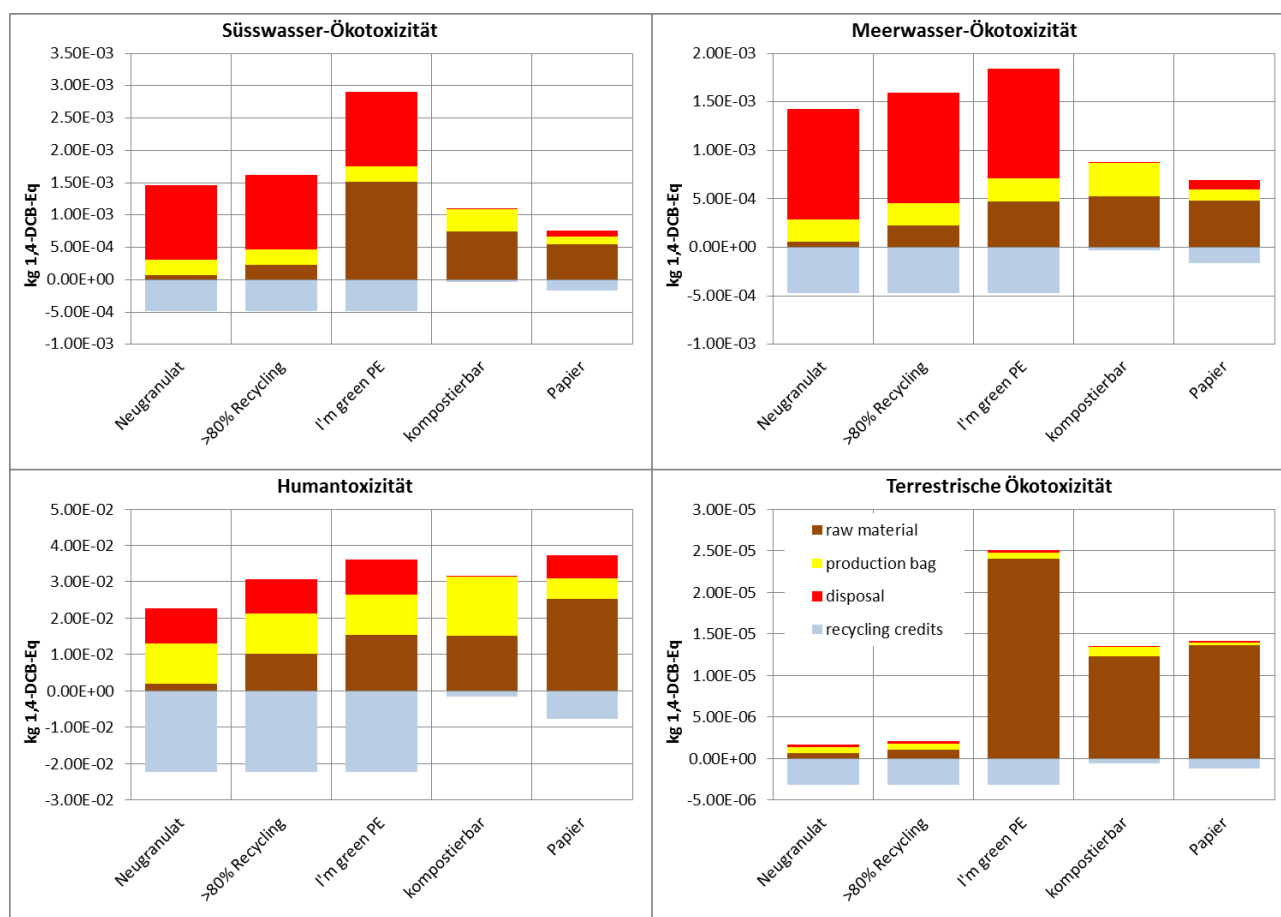 Süsswasser-Ökotoxizität
kg 1,4-DCB-Eq
3.50E-03
3.00E-03
2.50E-03
2.00E-03
1.50E-03
1.00E-03
5.00E-04
0.00E+00
-5.00E-04
-1.00E-03
Neugranulat
>80% Recycling
I'm green PE
kompostierbar
Papier
Meerwasser-Ökotoxizität
kg 1,4-DCB-Eq
2.00E-03
1.50E-03
1.00E-03
5.00E-04
0.00E+00
-5.00E-04
-1.00E-03
Neugranulat
>80% Recycling
I'm green PE
kompostierbar
Papier
Humantoxizität
kg 1,4-DCB-Eq
5.00E-02
4.00E-02
3.00E-02
2.00E-02
1.00E-02
0.00E+00
-1.00E-02
-2.00E-02
-3.00E-02
Neugranulat
>80% Recycling
I'm green PE
kompostierbar
Papier
Terrestrische Ökotoxizität
kg 1,4-DCB-Eq
3.00E-05
2.50E-05
2.00E-05
1.50E-05
1.00E-05
5.00E-06
0.00E+00
-5.00E-06
raw material
production bag
disposal
recycling credits
Neugranulat
>80% Recycling
I'm green PE
kompostierbar
Papier